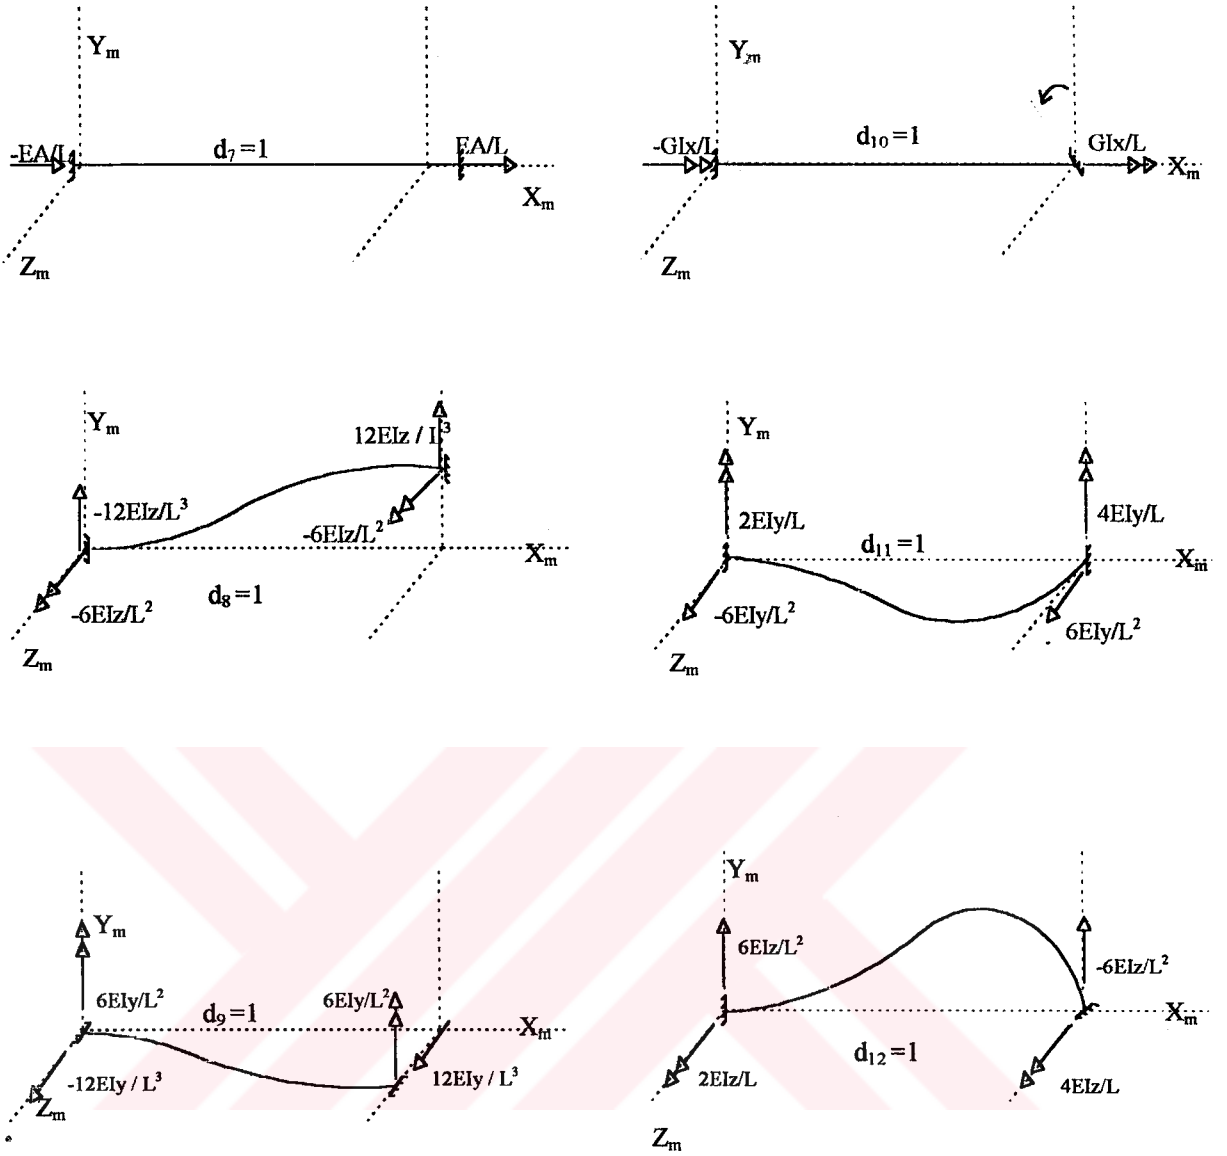 Yₘ
-EA/L
d₇=1
EA/L
Xₘ
Zₘ
Yₘ
-GIx/L
d₁₀=1
GIx/L
Xₘ
Zₘ
Yₘ
12EIz / L³
-12EIz/L³
-6EIz/L²
Xₘ
-6EIz/L²
d₈=1
Zₘ
Yₘ
2EIy/L
4EIy/L
d₁₁=1
Xₘ
-6EIy/L²
6EIy/L²
Zₘ
Yₘ
6EIy/L²
d₉=1
6EIy/L²
Xₘ
-12EIy / L³
12EIy / L³
Zₘ
Yₘ
6EIz/L²
-6EIz/L²
Xₘ
d₁₂=1
2EIz/L
4EIz/L
Zₘ